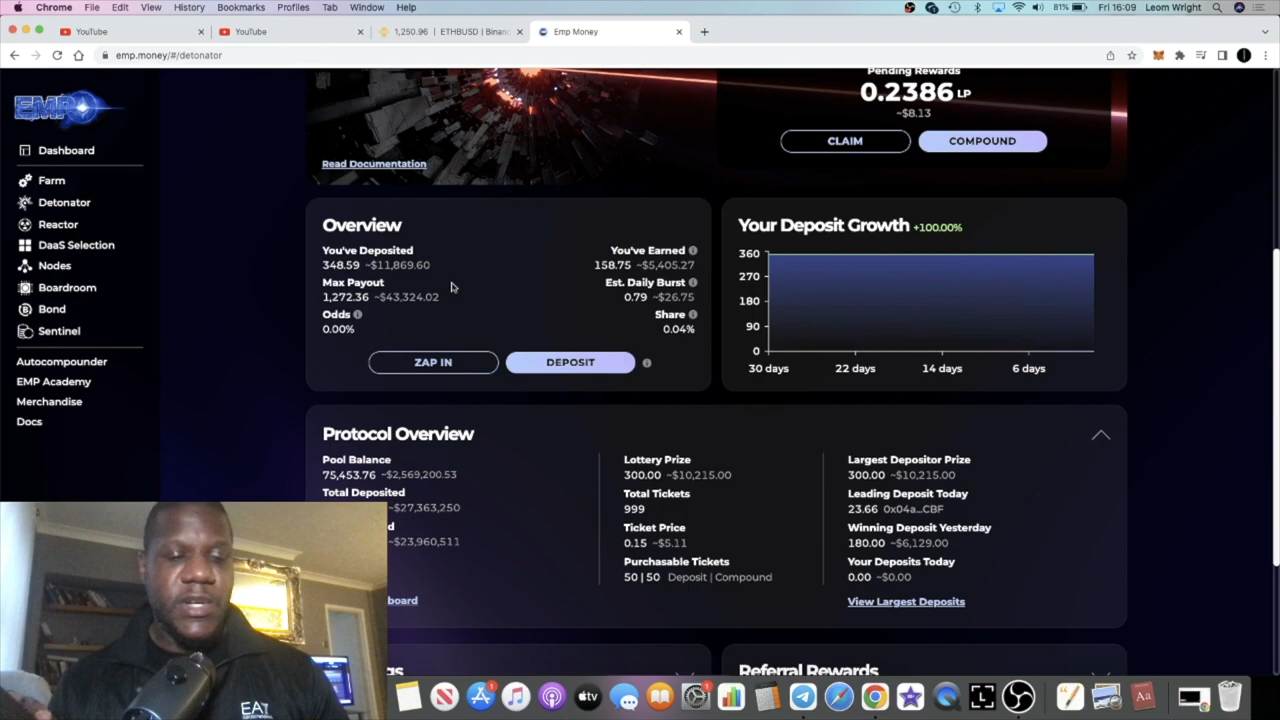 Chrome File Edit View History Bookmarks Profiles Tab Window Help 81% Fri 16:09 Leom Wright
YouTube YouTube 1,250.96 | ETHBUSD | Binanc Emp Money
emp.money/#/detonator
EMP
Dashboard
Farm
Detonator
Reactor
DaaS Selection
Nodes
Boardroom
Bond
Sentinel
Autocompounder
EMP Academy
Merchandise
Docs
Read Documentation
Pending Rewards
0.2386 LP
~$8.13
CLAIM COMPOUND
Overview
You've Deposited You've Earned
348.59 ~$11,869.60 158.75 ~$5,405.27
Max Payout Est. Daily Burst
1,272.36 ~$43,324.02 0.79 ~$26.75
Odds Share
0.00% 0.04%
ZAP IN DEPOSIT
Your Deposit Growth +100.00%
360
270
180
90
0
30 days 22 days 14 days 6 days
Protocol Overview
Pool Balance
75,453.76 ~$2,569,200.53
Total Deposited
~$27,363,250
~$23,960,511
Lottery Prize
300.00 ~$10,215.00
Total Tickets
999
Ticket Price
0.15 ~$5.11
Purchasable Tickets
50 | 50 Deposit | Compound
Largest Depositor Prize
300.00 ~$10,215.00
Leading Deposit Today
23.66 0x04a...CBF
Winning Deposit Yesterday
180.00 ~$6,129.00
Your Deposits Today
0.00 ~$0.00
View Largest Deposits
Referral Rewards
EAT